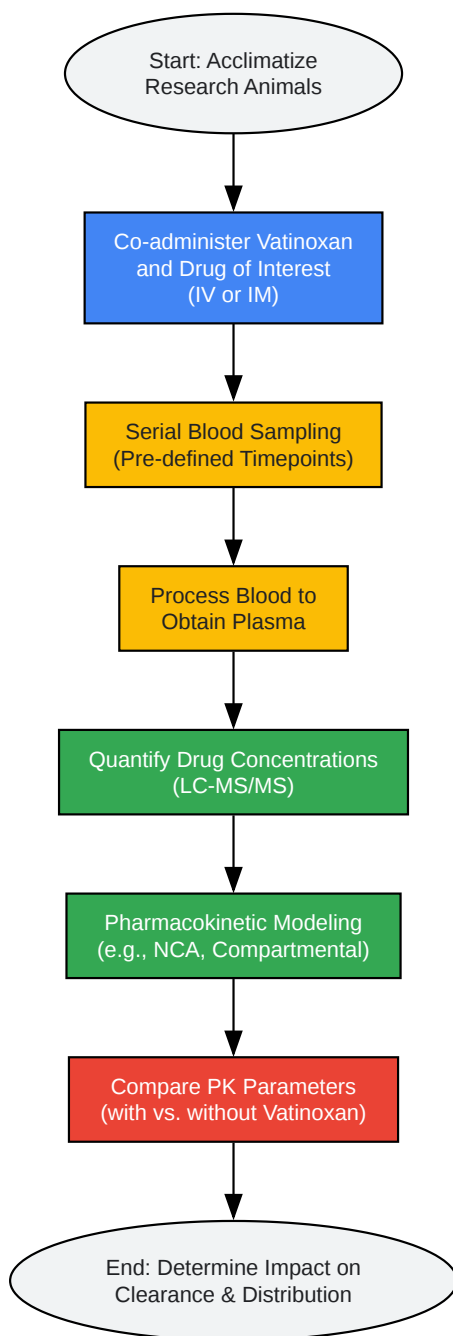 Start: Acclimatize
Research Animals
Co-administer Vatinoxan
and Drug of Interest
(IV or IM)
Serial Blood Sampling
(Pre-defined Timepoints)
Process Blood to
Obtain Plasma
Quantify Drug Concentrations
(LC-MS/MS)
Pharmacokinetic Modeling
(e.g., NCA, Compartmental)
Compare PK Parameters
(with vs. without Vatinoxan)
End: Determine Impact on
Clearance & Distribution